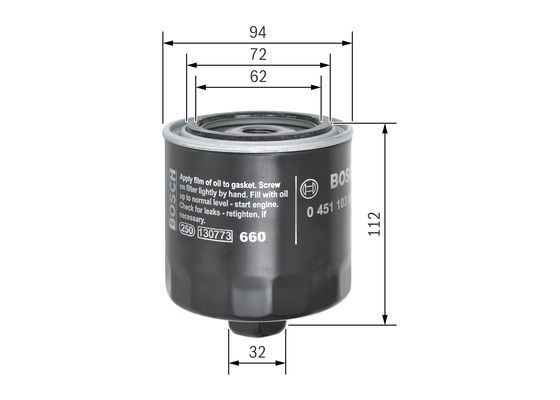 94
72
62
112
32
BOSCH
Apply film of oil to gasket. Screw
on filter lightly by hand. Fill with oil
up to normal level - start engine.
Check for leaks - retighten, if
necessary.
250 130773 660
0 451 103